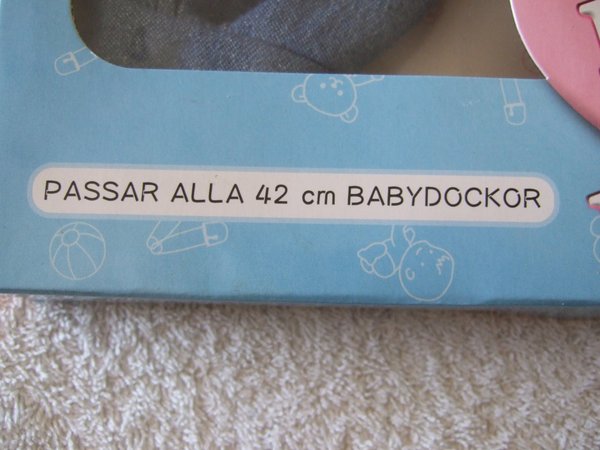 PASSAR ALLA 42 cm BABYDOCKOR